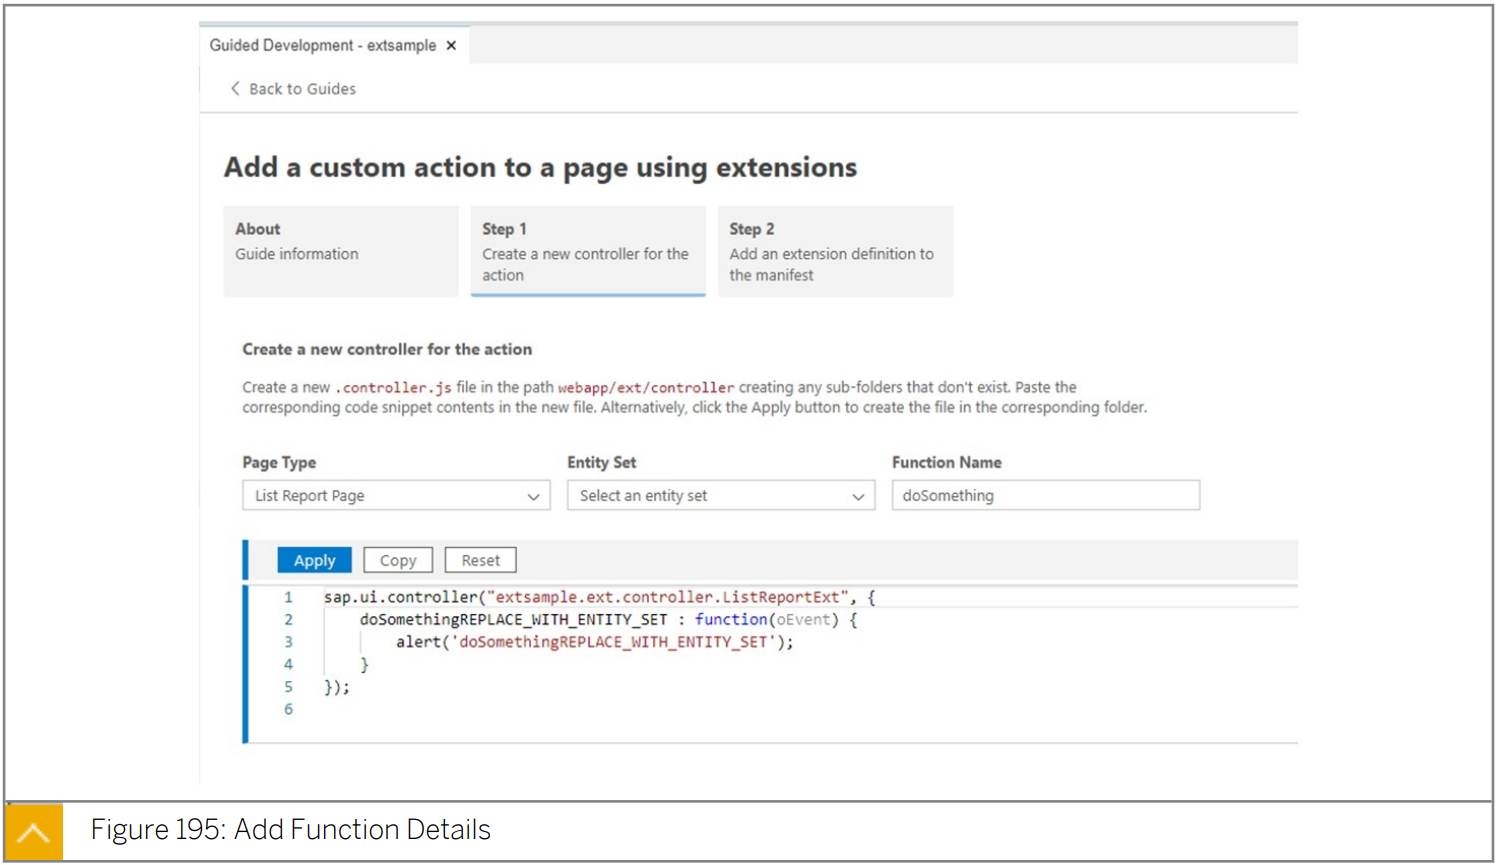 Guided Development - extsample ×
Back to Guides
Add a custom action to a page using extensions
About
Guide information
Step 1
Create a new controller for the
action
Step 2
Add an extension definition to
the manifest
Create a new controller for the action
Create a new .controller.js file in the path webapp/ext/controller creating any sub-folders that don't exist. Paste the
corresponding code snippet contents in the new file. Alternatively, click the Apply button to create the file in the corresponding folder.
Page Type
List Report Page
Entity Set
Select an entity set
Function Name
doSomething
Apply Copy Reset
1 sap.ui.controller("extsample.ext.controller.ListReportExt", {
2 doSomethingREPLACE_WITH_ENTITY_SET : function(oEvent) {
3 alert('doSomethingREPLACE_WITH_ENTITY_SET');
4 }
5 });
6
Figure 195: Add Function Details